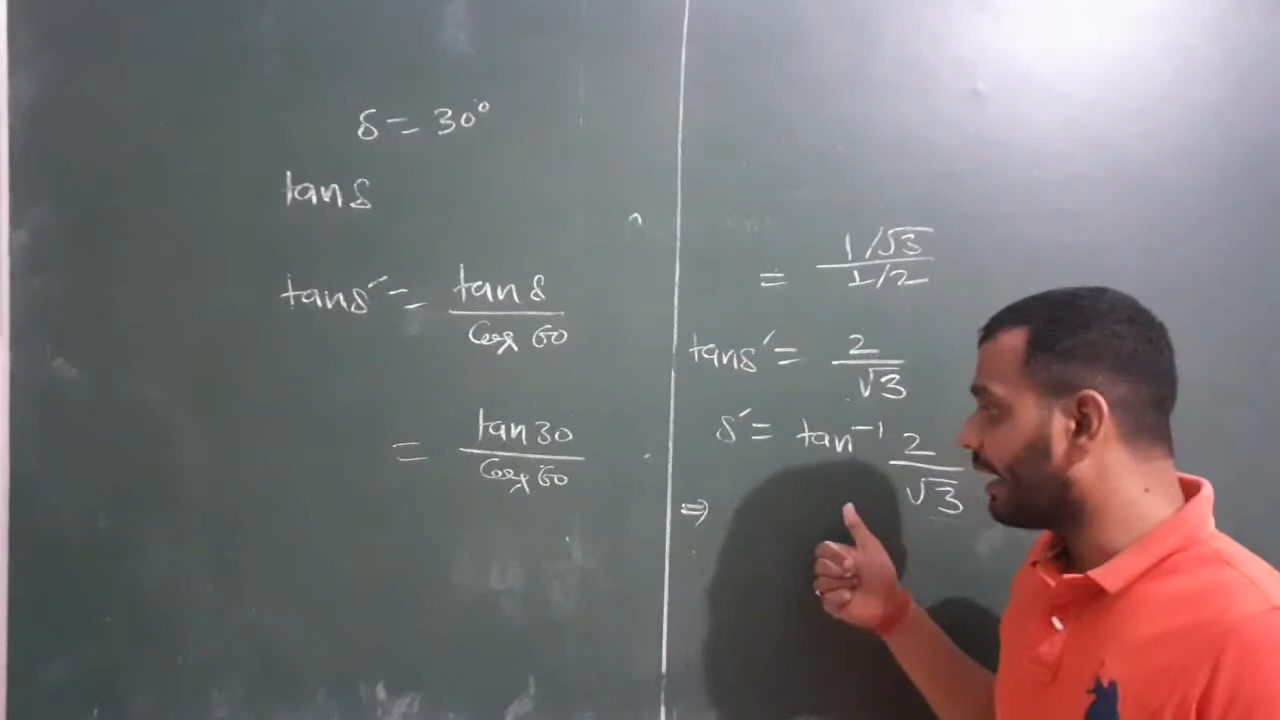 δ = 30°
tan δ
tan δ′ = tan δ / Cos 60
= tan 30 / Cos 60
= 1/√3 / 1/2
tan δ′ = 2 / √3
δ′ = tan⁻¹ 2 / √3
⇒